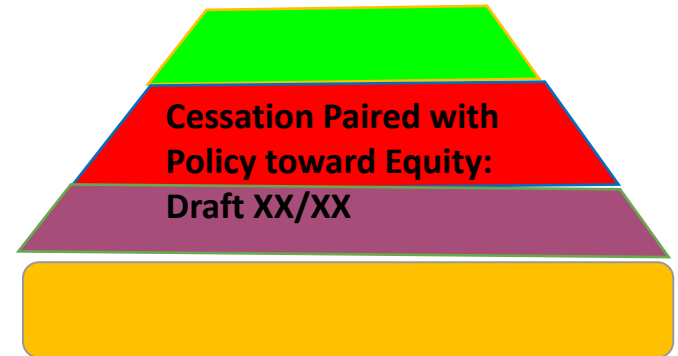 Cessation Paired with
Policy toward Equity:
Draft XX/XX